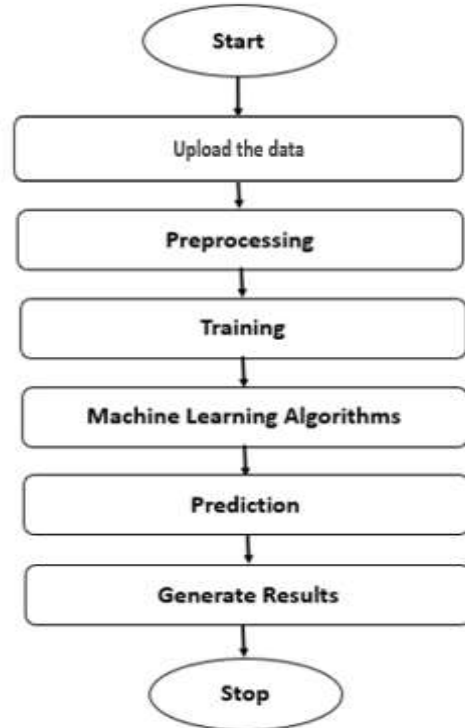 Start
Upload the data
Preprocessing
Training
Machine Learning Algorithms
Prediction
Generate Results
Stop